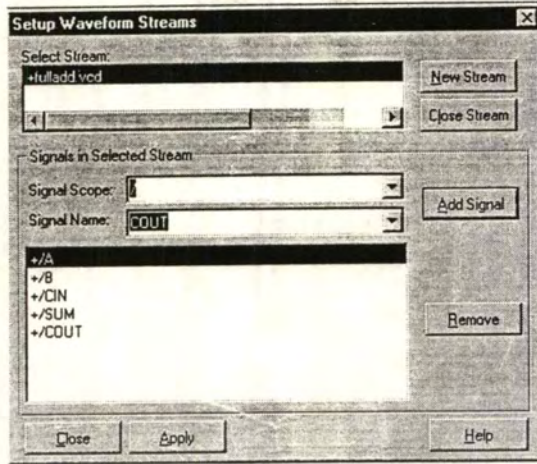 Setup Waveform Streams
Select Stream:
+fulladd.vcd
New Stream
Close Stream
Signals in Selected Stream
Signal Scope: /
Signal Name: COUT
Add Signal
+/A
+/B
+/CIN
+/SUM
+/COUT
Remove
Close
Apply
Help